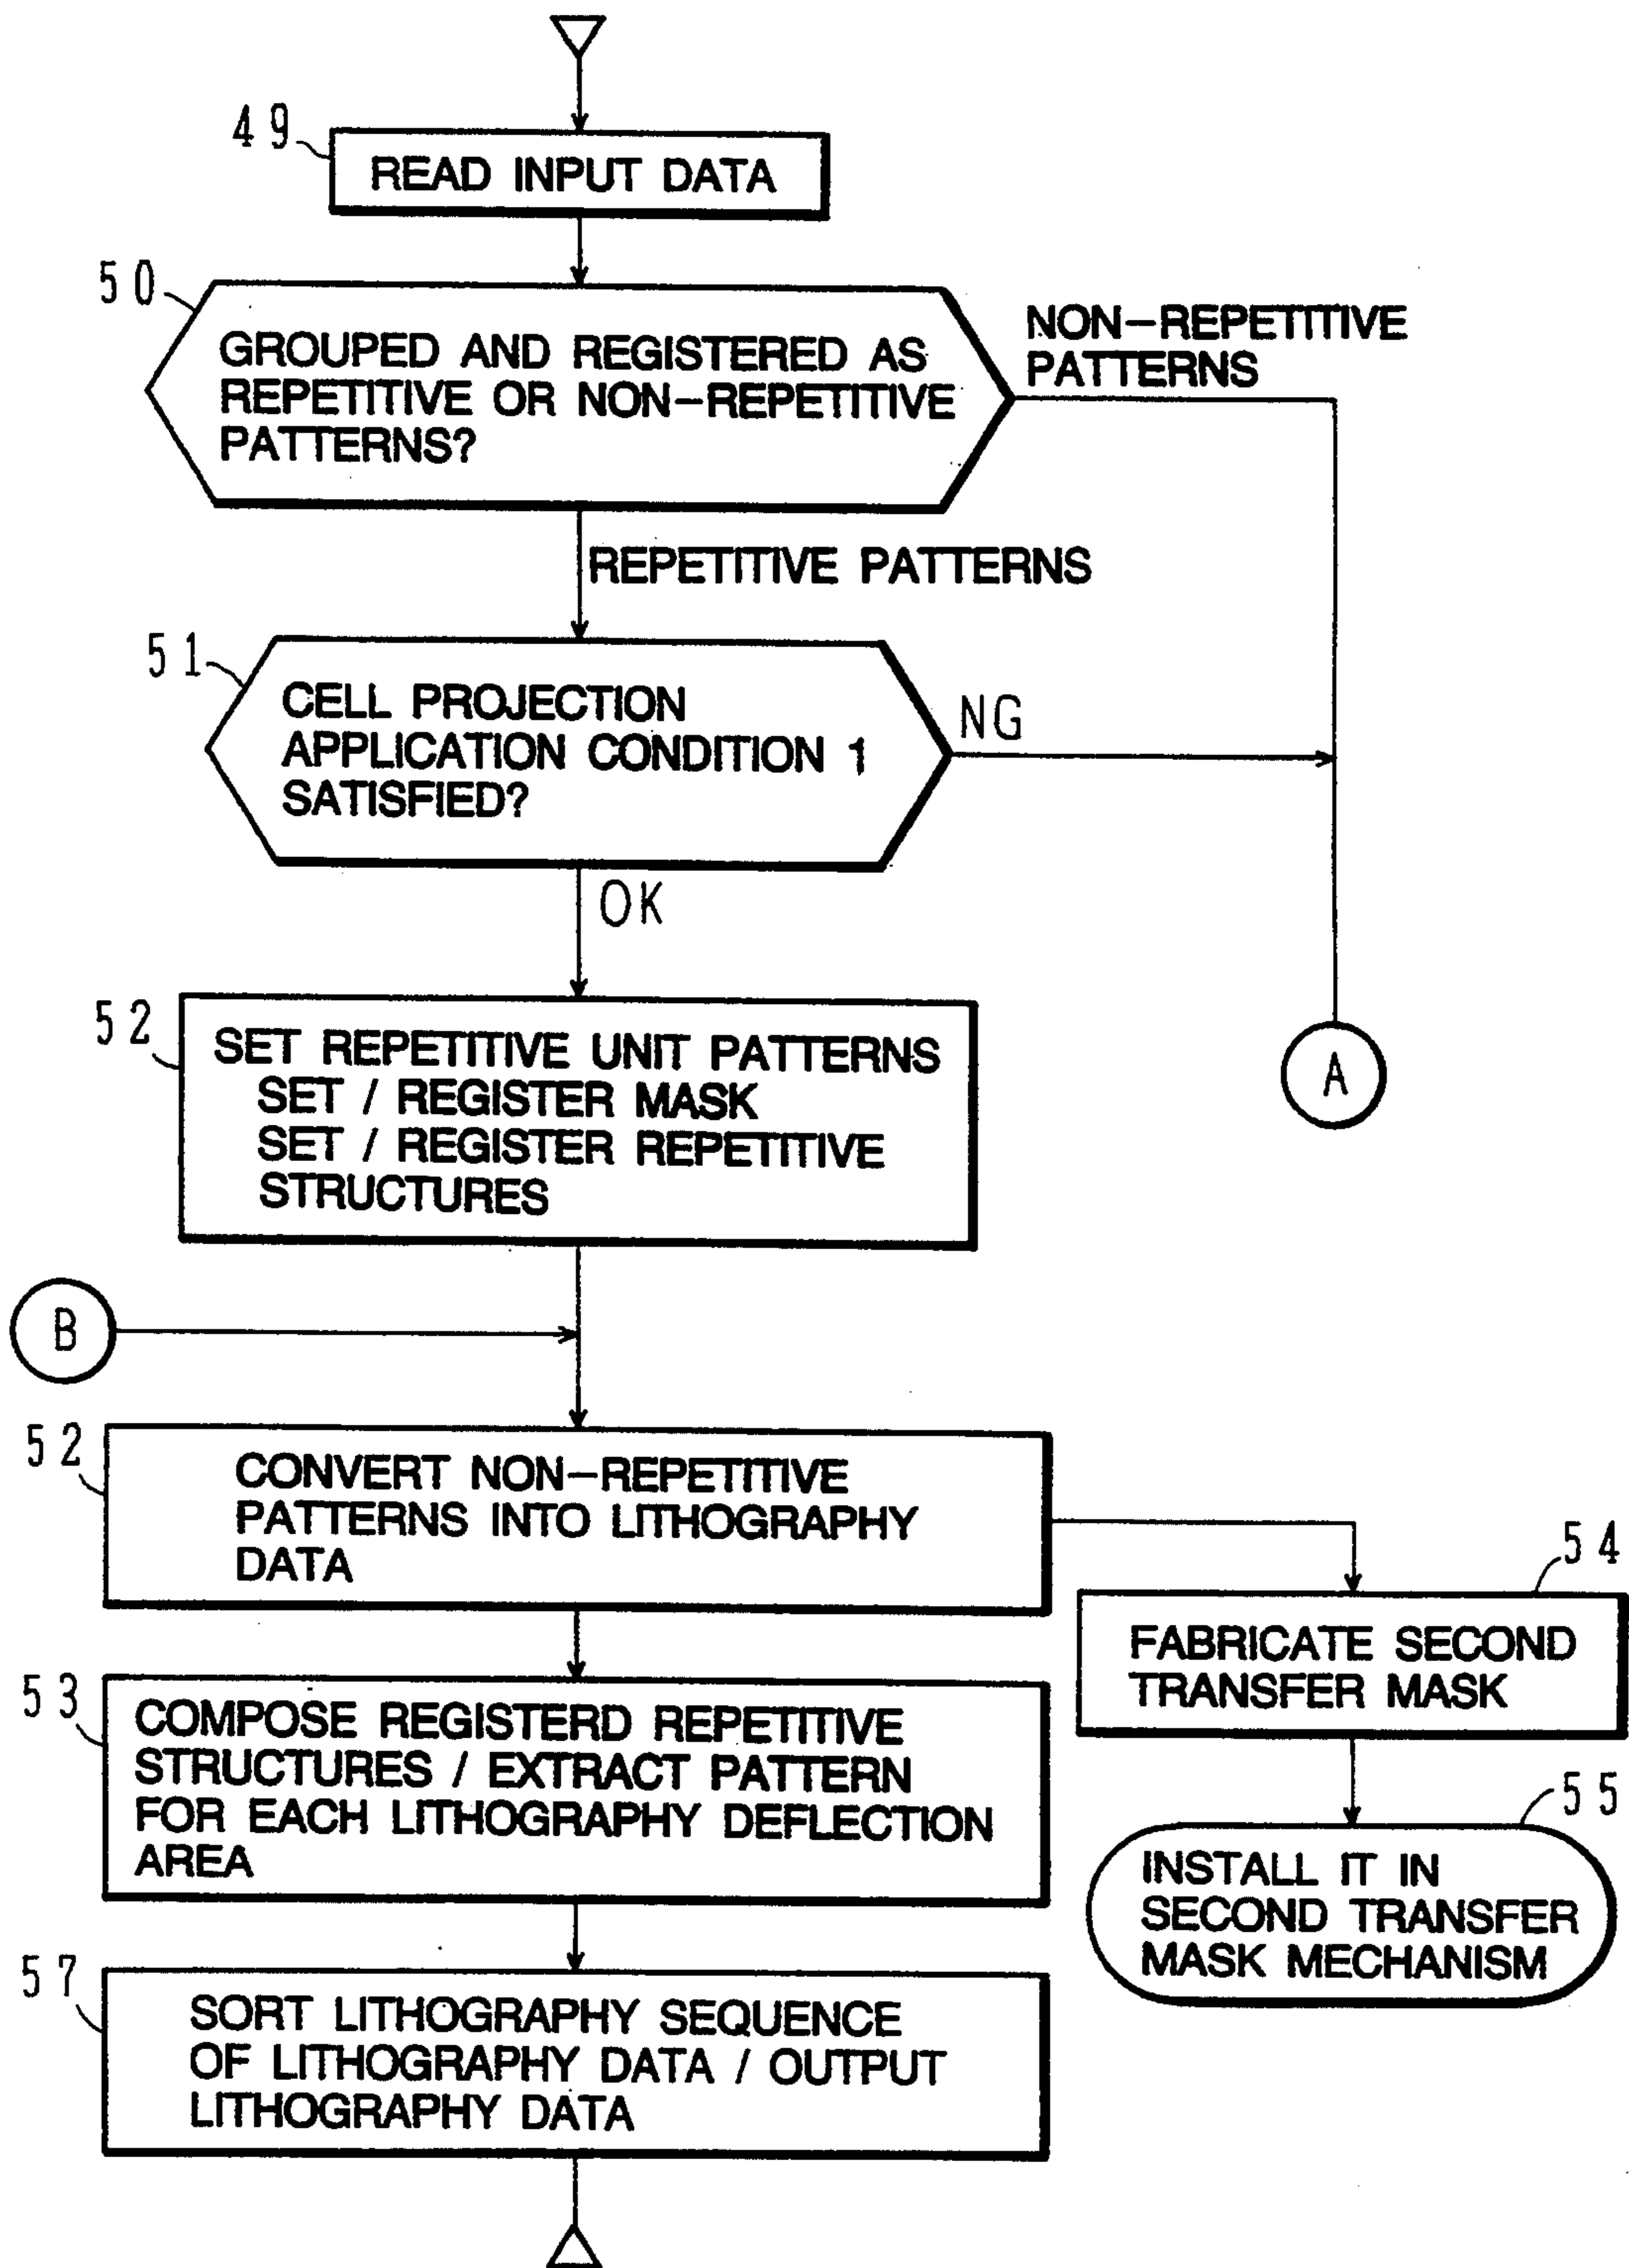 49
READ INPUT DATA
50
GROUPED AND REGISTERED AS
REPETITIVE OR NON-REPETITIVE
PATTERNS?
NON-REPETITIVE
PATTERNS
REPETITIVE PATTERNS
51
CELL PROJECTION
APPLICATION CONDITION 1
SATISFIED?
NG
OK
52
SET REPETITIVE UNIT PATTERNS
SET / REGISTER MASK
SET / REGISTER REPETITIVE
STRUCTURES
A
B
52
CONVERT NON-REPETITIVE
PATTERNS INTO LITHOGRAPHY
DATA
54
FABRICATE SECOND
TRANSFER MASK
53
COMPOSE REGISTERD REPETITIVE
STRUCTURES / EXTRACT PATTERN
FOR EACH LITHOGRAPHY DEFLECTION
AREA
55
INSTALL IT IN
SECOND TRANSFER
MASK MECHANISM
57
SORT LITHOGRAPHY SEQUENCE
OF LITHOGRAPHY DATA / OUTPUT
LITHOGRAPHY DATA